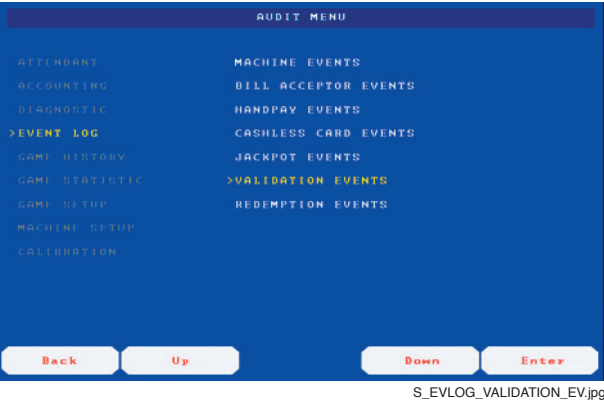 AUDIT MENU
ATTENDANT
ACCOUNTING
DIAGNOSTIC
>EVENT LOG
GAME HISTORY
GAME STATISTIC
GAME SETUP
MACHINE SETUP
CALIBRATION
MACHINE EVENTS
BILL ACCEPTOR EVENTS
HANDPAY EVENTS
CASHLESS CARD EVENTS
JACKPOT EVENTS
>VALIDATION EVENTS
REDEMPTION EVENTS
Back Up Down Enter
S_EVLOG_VALIDATION_EV.jpg